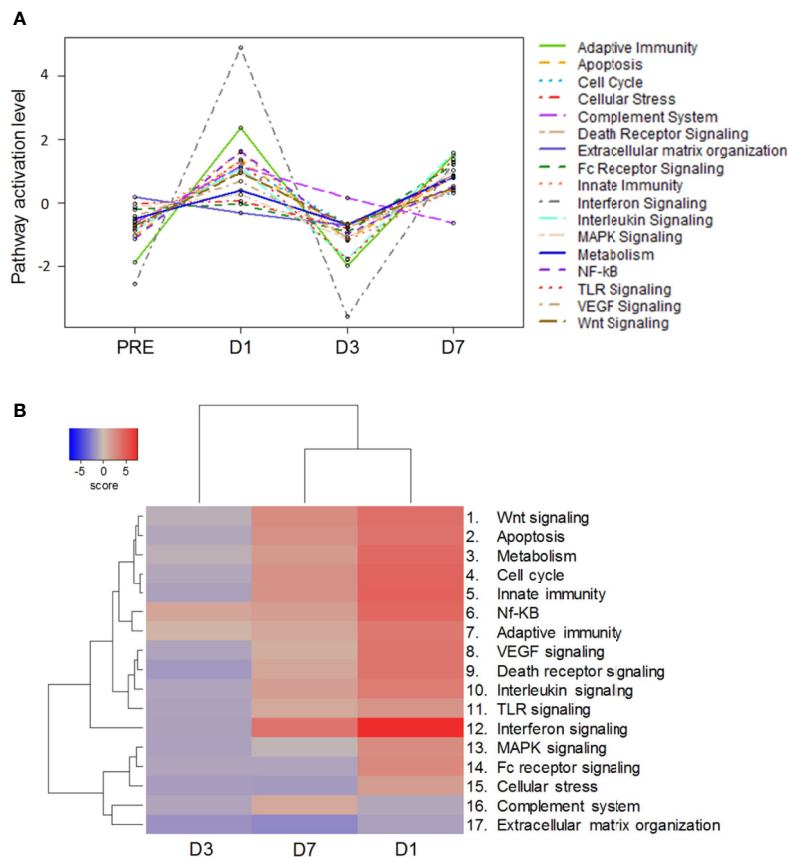 A
Pathway activation level
4
2
0
-2
PRE D1 D3 D7
Adaptive Immunity
Apoptosis
Cell Cycle
Cellular Stress
Complement System
Death Receptor Signaling
Extracellular matrix organization
Fc Receptor Signaling
Innate Immunity
Interferon Signaling
Interleukin Signaling
MAPK Signaling
Metabolism
NF-kB
TLR Signaling
VEGF Signaling
Wnt Signaling
B
-5 0 5
score
1. Wnt signaling
2. Apoptosis
3. Metabolism
4. Cell cycle
5. Innate immunity
6. Nf-KB
7. Adaptive immunity
8. VEGF signaling
9. Death receptor signaling
10. Interleukin signaling
11. TLR signaling
12. Interferon signaling
13. MAPK signaling
14. Fc receptor signaling
15. Cellular stress
16. Complement system
17. Extracellular matrix organization
D3 D7 D1